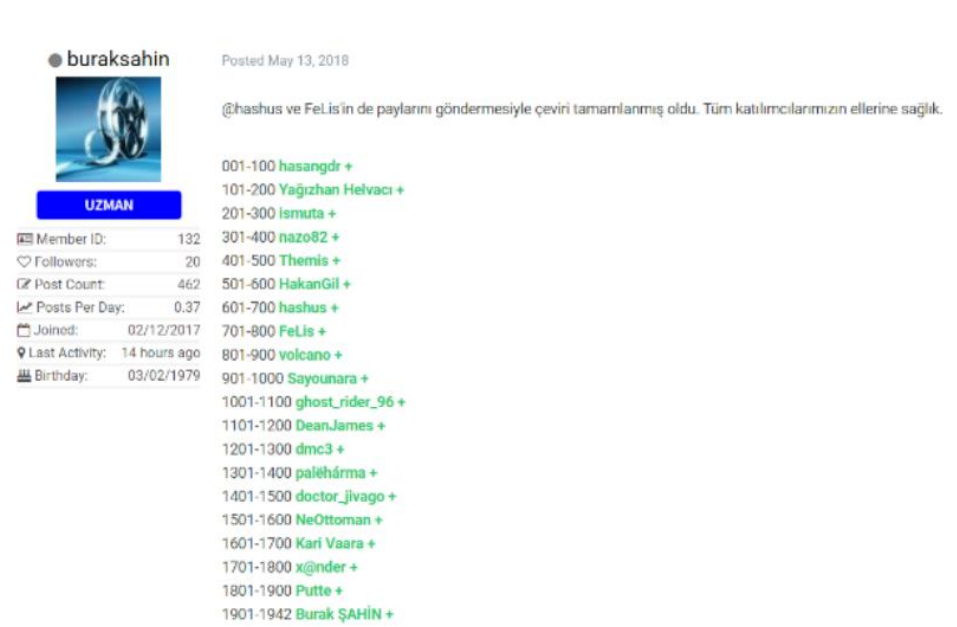 buraksahin
UZMAN
Member ID: 132
Followers: 20
Post Count: 462
Posts Per Day: 0.37
Joined: 02/12/2017
Last Activity: 14 hours ago
Birthday: 03/02/1979
Posted May 13, 2018
@hashus ve FeLis'in de paylarını göndermesiyle çeviri tamamlanmış oldu. Tüm katılımcılarımızın ellerine sağlık.
001-100 hasangdr +
101-200 Yağızhan Helvacı +
201-300 ismuta +
301-400 nazo82 +
401-500 Themis +
501-600 HakanGil +
601-700 hashus +
701-800 FeLis +
801-900 volcano +
901-1000 Sayounara +
1001-1100 ghost_rider_96 +
1101-1200 DeanJames +
1201-1300 dmc3 +
1301-1400 palëhárma +
1401-1500 doctor_jivago +
1501-1600 NeOttoman +
1601-1700 Kari Vaara +
1701-1800 x@nder +
1801-1900 Putte +
1901-1942 Burak ŞAHİN +